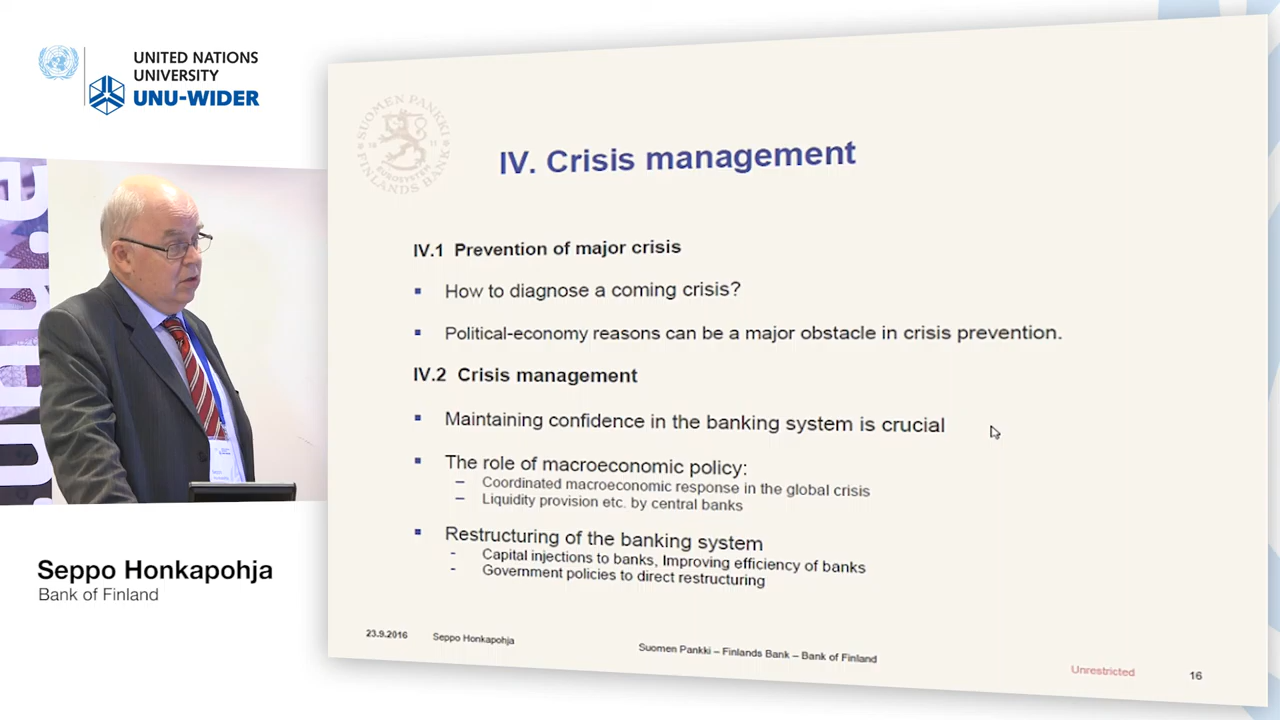 UNITED NATIONS
UNIVERSITY
UNU-WIDER
Seppo Honkapohja
Bank of Finland
SUOMEN PANKKI
FINLANDS BANK
EUROSYSTEM
IV. Crisis management
IV.1 Prevention of major crisis
▪ How to diagnose a coming crisis?
▪ Political-economy reasons can be a major obstacle in crisis prevention.
IV.2 Crisis management
▪ Maintaining confidence in the banking system is crucial
▪ The role of macroeconomic policy:
– Coordinated macroeconomic response in the global crisis
– Liquidity provision etc. by central banks
▪ Restructuring of the banking system
- Capital injections to banks, Improving efficiency of banks
- Government policies to direct restructuring
23.9.2016 Seppo Honkapohja
Suomen Pankki – Finlands Bank – Bank of Finland
Unrestricted
16